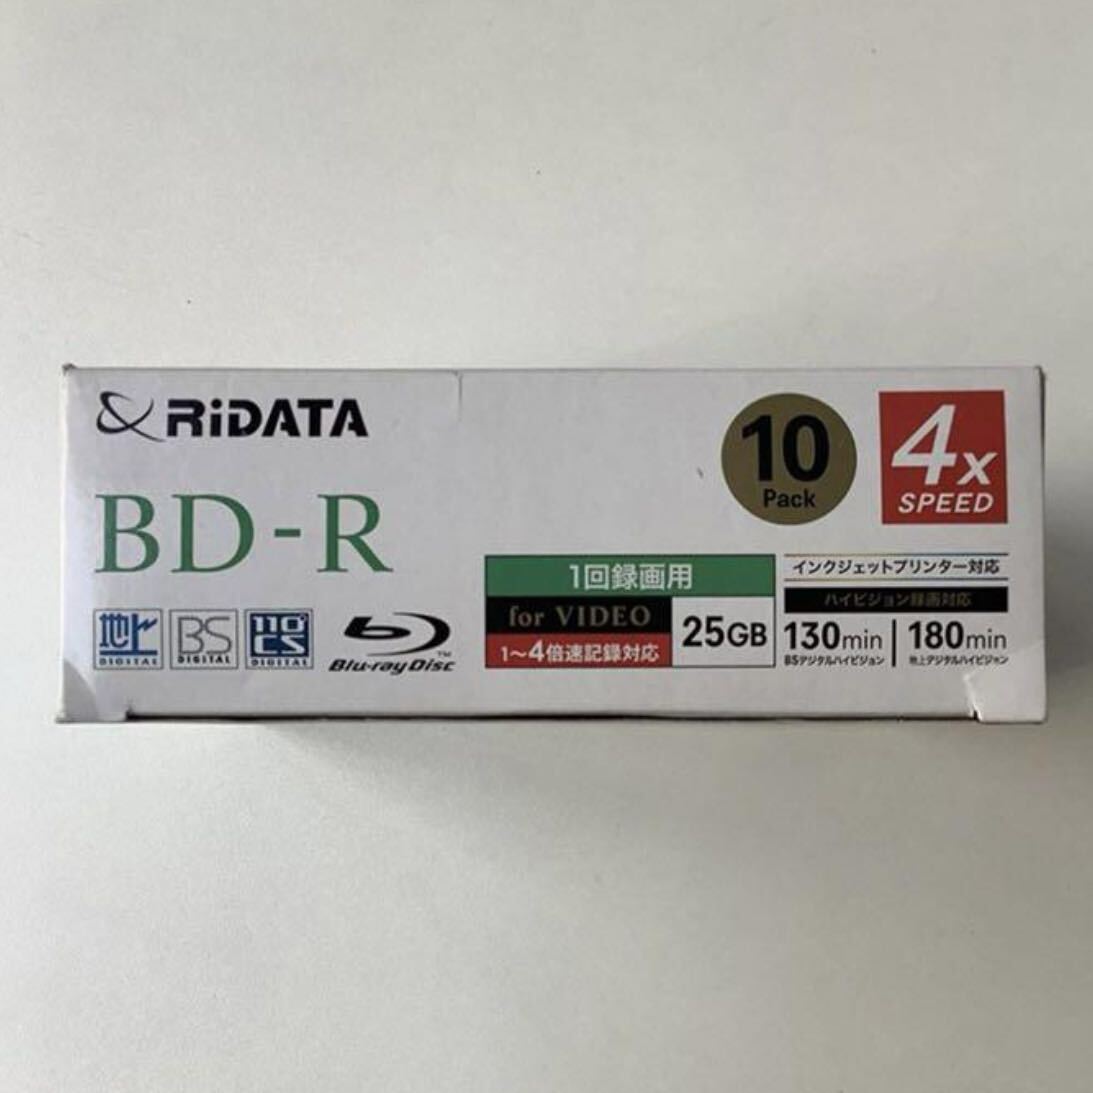 RiDATA
BD-R
10
Pack
4x
SPEED
地上
DIGITAL
BS
DIGITAL
110°
CS
DIGITAL
Blu-ray Disc™
1回録画用
for VIDEO
1～4倍速記録対応
25GB
インクジェットプリンター対応
ハイビジョン録画対応
130min
BSデジタルハイビジョン
180min
地上デジタルハイビジョン